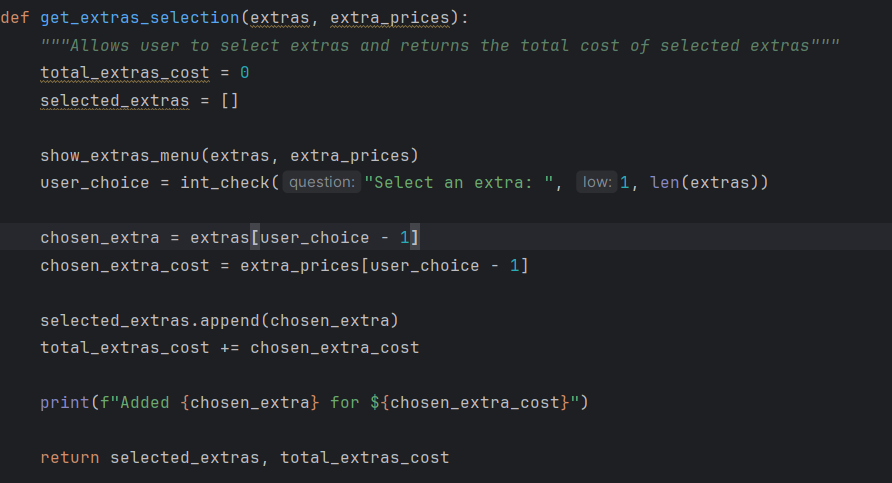 def get_extras_selection(extras, extra_prices):
    """Allows user to select extras and returns the total cost of selected extras"""
    total_extras_cost = 0
    selected_extras = []

    show_extras_menu(extras, extra_prices)
    user_choice = int_check( question: "Select an extra: ", low: 1, len(extras))

    chosen_extra = extras[user_choice - 1]
    chosen_extra_cost = extra_prices[user_choice - 1]

    selected_extras.append(chosen_extra)
    total_extras_cost += chosen_extra_cost

    print(f"Added {chosen_extra} for ${chosen_extra_cost}")

    return selected_extras, total_extras_cost